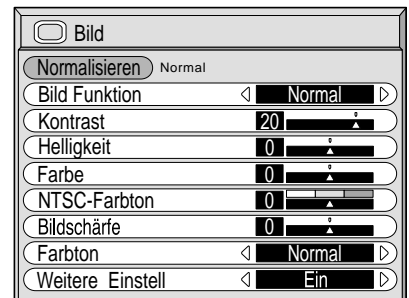 Bild
Normalisieren Normal
Bild Funktion Normal
Kontrast 20
Helligkeit 0
Farbe 0
NTSC-Farbton 0
Bildschärfe 0
Farbton Normal
Weitere Einstell Ein